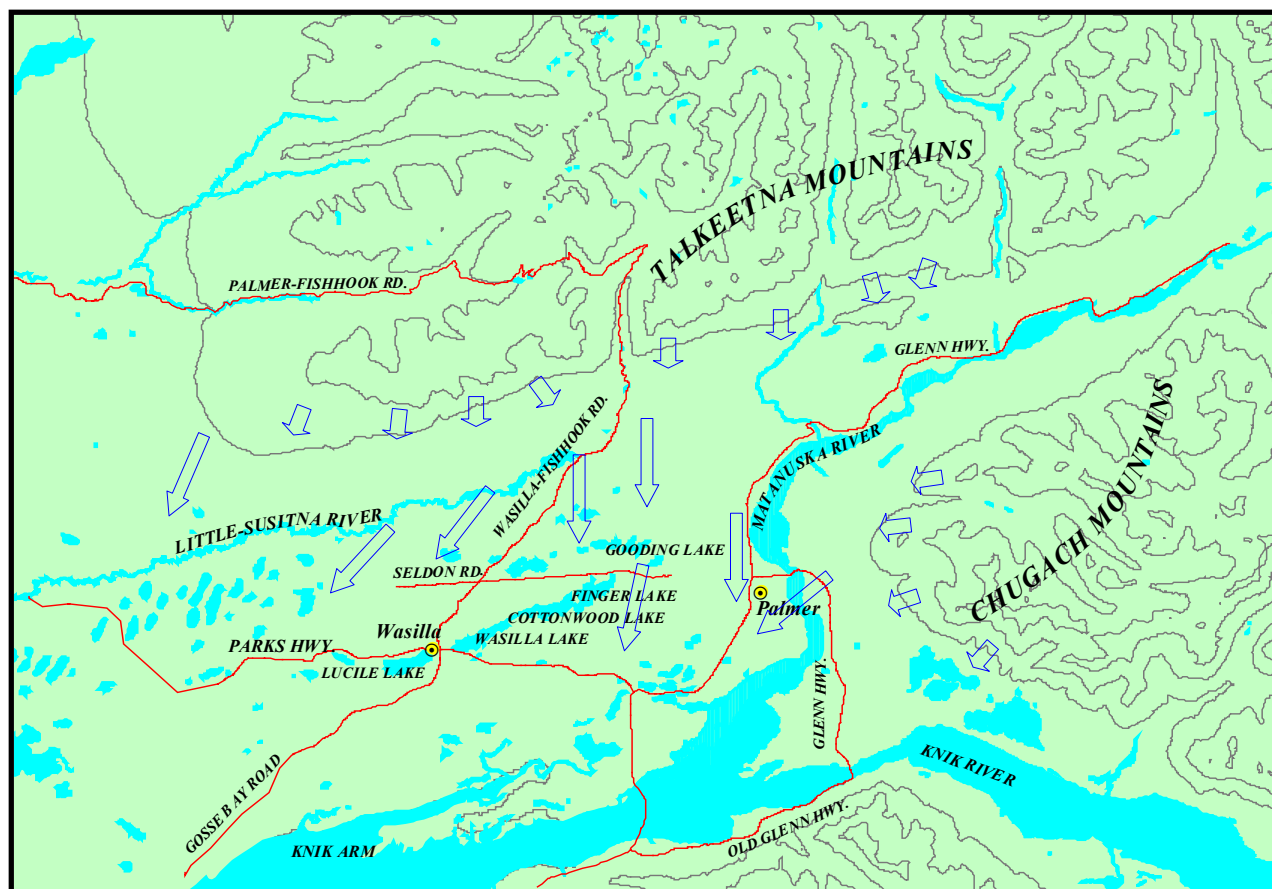 TALKEETNA MOUNTAINS
PALMER-FISHHOOK RD.
GLENN HWY.
CHUGACH MOUNTAINS
WASILLA-FISHHOOK RD.
MATANUSKA RIVER
LITTLE-SUSITNA RIVER
GOODING LAKE
SELDON RD.
FINGER LAKE
Palmer
COTTONWOOD LAKE
Wasilla
WASILLA LAKE
PARKS HWY.
LUCILE LAKE
GLENN HWY.
KNIK RIVER
GOSSE BAY ROAD
OLD GLENN HWY.
KNIK ARM